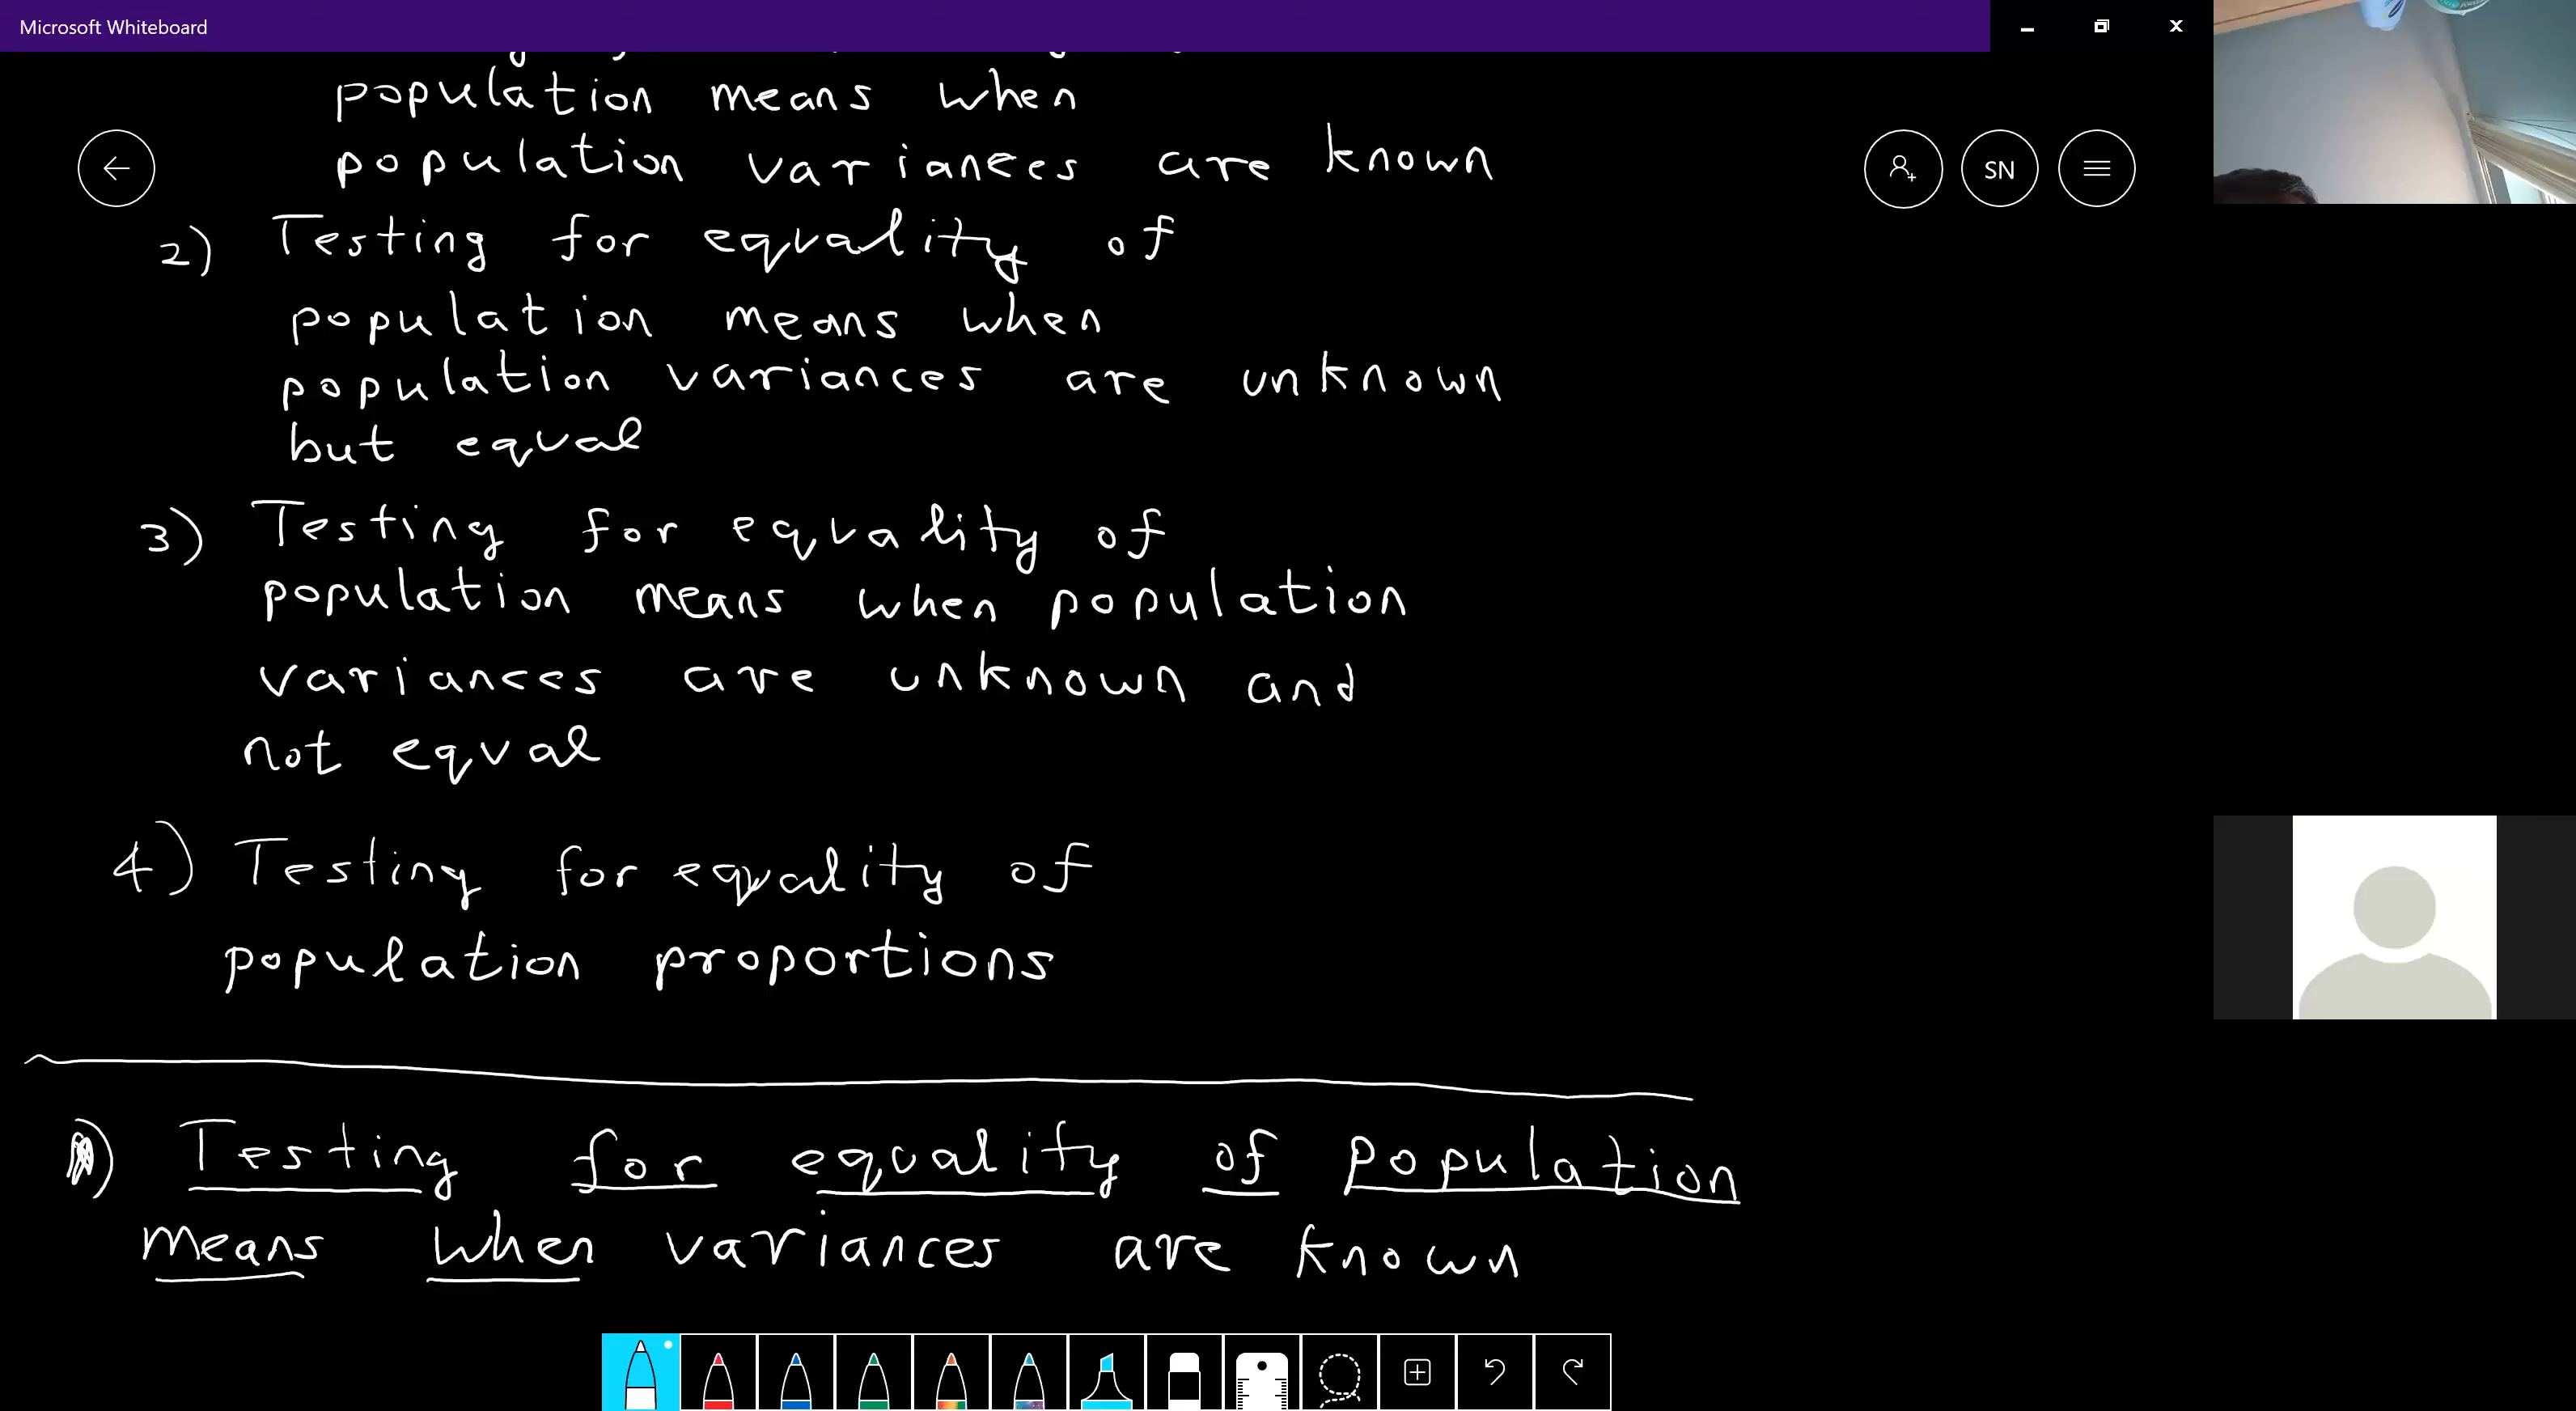 Microsoft Whiteboard
population means when
population variances are known
SN
2) Testing for equality of
population means when
population variances are unknown
but equal
3) Testing for equality of
population means when population
variances are unknown and
not equal
4) Testing for equality of
population proportions
1) Testing for equality of population
means when variances are known